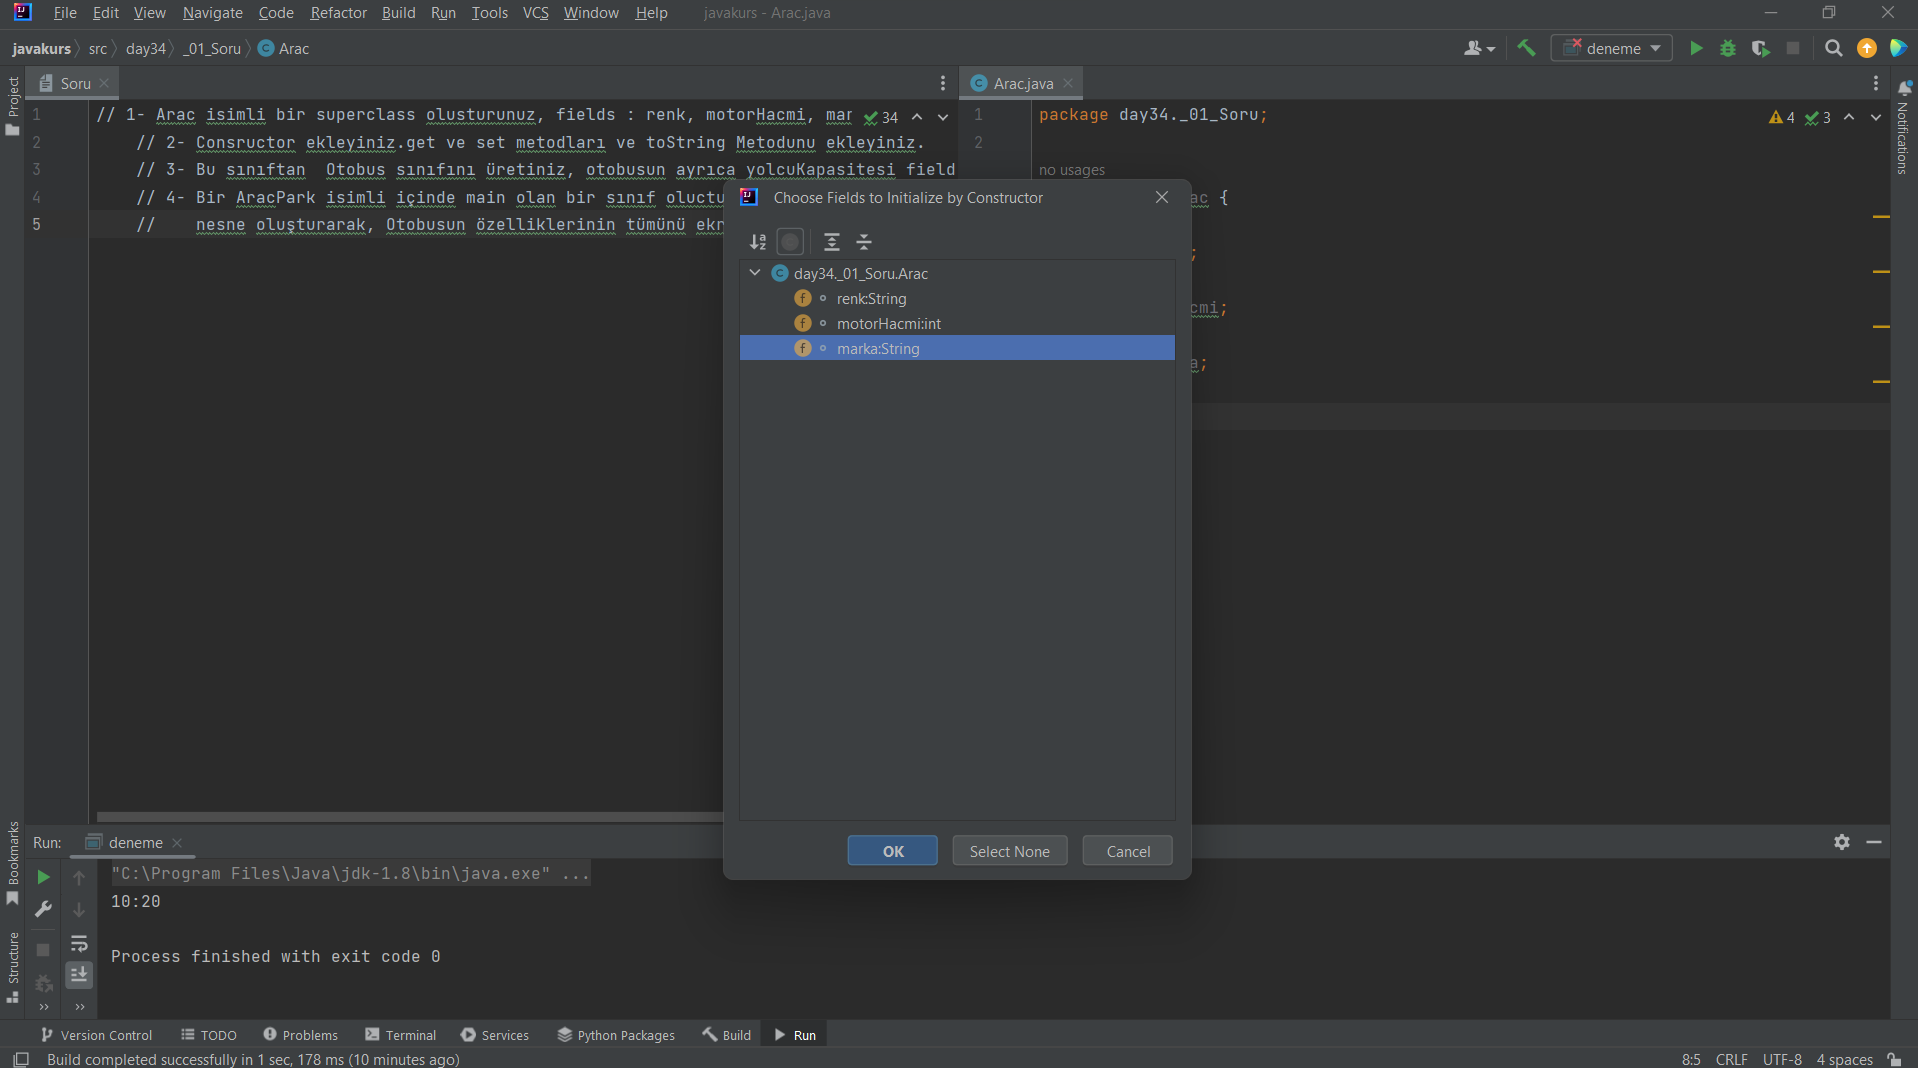 File Edit View Navigate Code Refactor Build Run Tools VCS Window Help javakurs - Arac.java
javakurs src day34 _01_Soru Arac
deneme
Project
Soru
Arac.java
Notifications
1 // 1- Arac isimli bir superclass olusturunuz, fields : renk, motorHacmi, mar 34
2 // 2- Consructor ekleyiniz.get ve set metodları ve toString Metodunu ekleyiniz.
3 // 3- Bu sınıftan Otobus sınıfını üretiniz, otobusun ayrıca yolcuKapasitesi field
4 // 4- Bir AracPark isimli içinde main olan bir sınıf oluctu
5 // nesne oluşturarak, Otobusun özelliklerinin tümünü ekr
1 package day34._01_Soru; 4 3
2
no usages
ac {
;
cmi;
a;
Choose Fields to Initialize by Constructor
day34._01_Soru.Arac
renk:String
motorHacmi:int
marka:String
OK Select None Cancel
Bookmarks
Structure
Run: deneme
"C:\Program Files\Java\jdk-1.8\bin\java.exe" ...
10:20
Process finished with exit code 0
Version Control TODO Problems Terminal Services Python Packages Build Run
Build completed successfully in 1 sec, 178 ms (10 minutes ago) 8:5 CRLF UTF-8 4 spaces